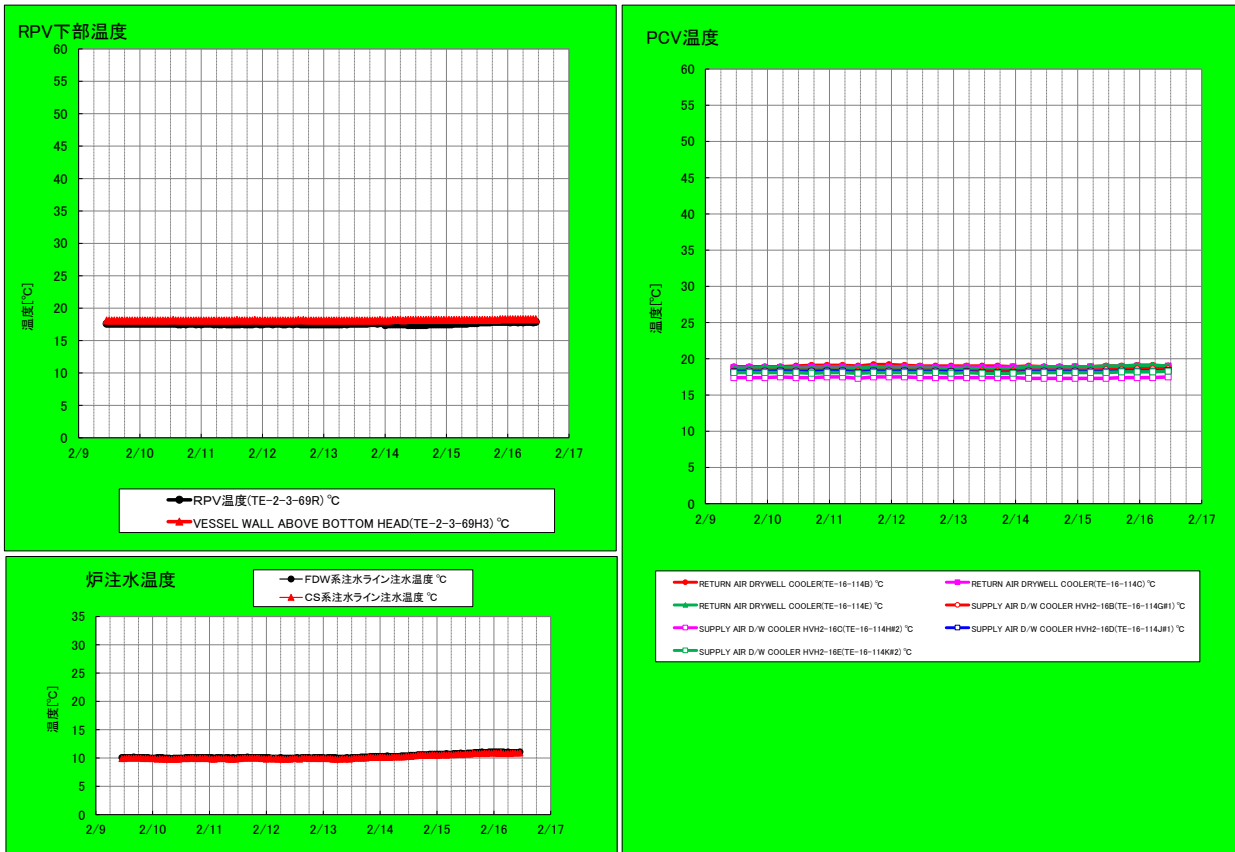 RPV下部温度
60
55
50
45
40
35
30
25
20
15
10
5
0
温度[℃]
2/9 2/10 2/11 2/12 2/13 2/14 2/15 2/16 2/17
RPV温度(TE-2-3-69R) ℃
VESSEL WALL ABOVE BOTTOM HEAD(TE-2-3-69H3) ℃
炉注水温度
FDW系注水ライン注水温度 ℃
CS系注水ライン注水温度 ℃
35
30
25
20
15
10
5
0
温度[℃]
2/9 2/10 2/11 2/12 2/13 2/14 2/15 2/16 2/17
PCV温度
60
55
50
45
40
35
30
25
20
15
10
5
0
温度[℃]
2/9 2/10 2/11 2/12 2/13 2/14 2/15 2/16 2/17
RETURN AIR DRYWELL COOLER(TE-16-114B) ℃
RETURN AIR DRYWELL COOLER(TE-16-114C) ℃
RETURN AIR DRYWELL COOLER(TE-16-114E) ℃
SUPPLY AIR D/W COOLER HVH2-16B(TE-16-114G#1) ℃
SUPPLY AIR D/W COOLER HVH2-16C(TE-16-114H#2) ℃
SUPPLY AIR D/W COOLER HVH2-16D(TE-16-114J#1) ℃
SUPPLY AIR D/W COOLER HVH2-16E(TE-16-114K#2) ℃